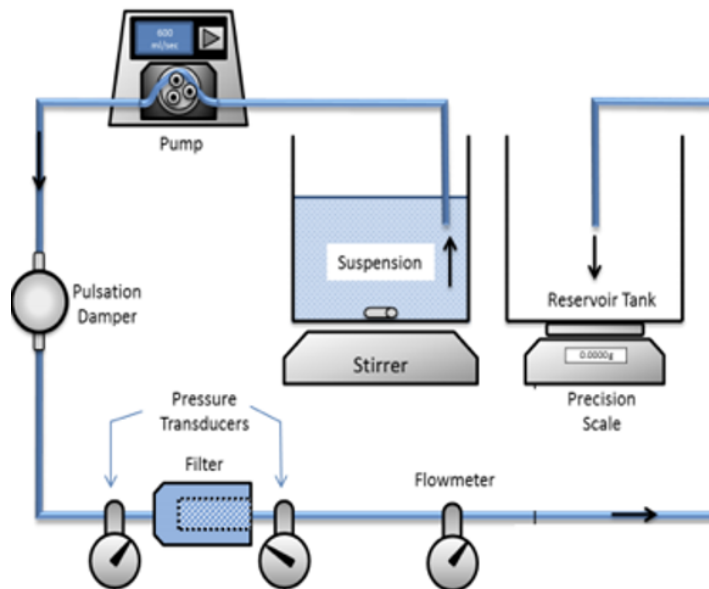 600
ml/sec
Pump
Suspension
Reservoir Tank
Pulsation
Damper
Stirrer
0.0000g
Precision
Scale
Pressure
Transducers
Filter
Flowmeter